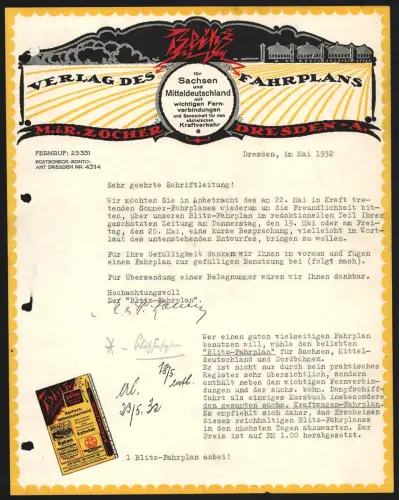 Blitz
VERLAG DES FAHRPLANS
für
Sachsen
und
Mitteldeutschland
mit
wichtigen Fern-
verbindungen
und Sonderheft für den
sächsischen
Kraftverkehr
M. & R. ZOCHER DRESDEN-A.
FERNRUF: 25331
POSTSCHECK-KONTO:
AMT DRESDEN NR. 4314
Dresden, im Mai 1932
Sehr geehrte Schriftleitung!
Wir möchten Sie in Anbetracht des am 22. Mai in Kraft tre-
tenden Sommer-Fahrplanes wiederum um die Freundlichkeit bit-
ten, über unseren Blitz-Fahrplan im redaktionellen Teil Ihrer
geschätzten Zeitung am Donnerstag, den 19. Mai oder am Frei-
tag, den 20. Mai, eine kurze Besprechung, vielleicht im Wort-
laut des untenstehenden Entwurfes, bringen zu wollen.
Für Ihre Gefälligkeit danken wir Ihnen im voraus und fügen
einen Fahrplan zur gefälligen Benutzung bei (folgt nach).
Für Übersendung einer Belegnummer wären wir Ihnen dankbar.
Hochachtungsvoll
Der "Blitz-Fahrplan".
Wer einen guten vielseitigen Fahrplan
benutzen will, wähle den beliebten
"Blitz-Fahrplan" für Sachsen, Mittel-
deutschland und Nordböhmen.
Er ist nicht nur durch sein praktisches
Register sehr übersichtlich, sondern
enthält neben den wichtigen Fernverbin-
dungen und der sächs. böhm. Dampfschiff-
fahrt als einziges Kursbuch insbesondere
den gesamten sächs. Kraftwagen-Fahrplan.
Es empfiehlt sich daher, das Erscheinen
dieses reichhaltigen Blitz-Fahrplanes
in den nächsten Tagen abzuwarten. Der
Preis ist auf RM 1.00 herabgesetzt.
Blitzfahrplan
18/5
erl.
23/5. 32
1 Blitz-Fahrplan anbei!